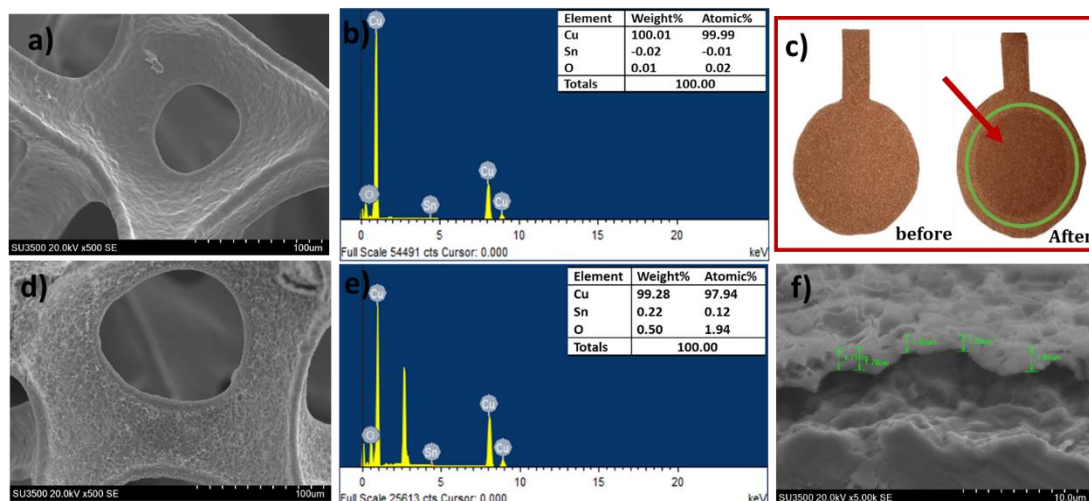 a)
SU3500 20.0kV x500 SE
100um
b)
Cu
O
Sn
Cu
Cu
Element Weight% Atomic%
Cu 100.01 99.99
Sn -0.02 -0.01
O 0.01 0.02
Totals 100.00
0 5 10 15 20
Full Scale 54491 cts Cursor: 0.000 keV
c)
before
After
d)
SU3500 20.0kV x500 SE
100um
e)
Cu
O
Sn
Cu
Cu
Element Weight% Atomic%
Cu 99.28 97.94
Sn 0.22 0.12
O 0.50 1.94
Totals 100.00
0 5 10 15 20
Full Scale 25613 cts Cursor: 0.000 keV
f)
SU3500 20.0kV x5.00k SE
10.0um